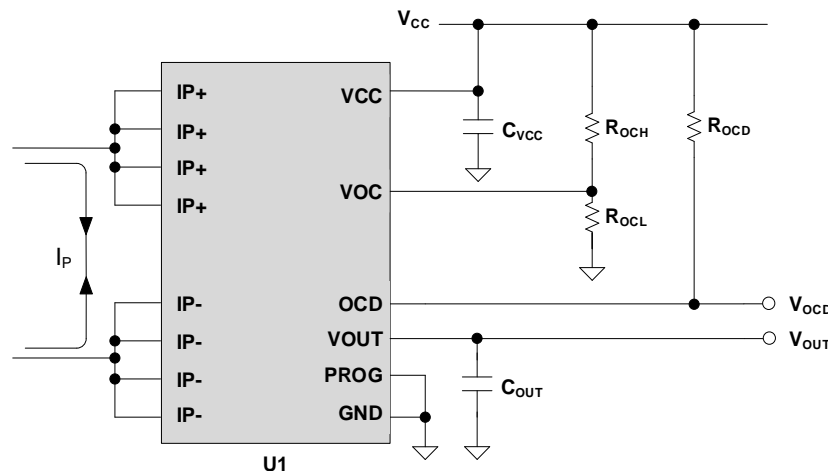 VCC
IP+
VCC
IP+
CVCC
ROCH
ROCD
IP+
IP+
VOC
ROCL
IP
IP-
OCD
VOCD
IP-
VOUT
VOUT
IP-
PROG
COUT
IP-
GND
U1